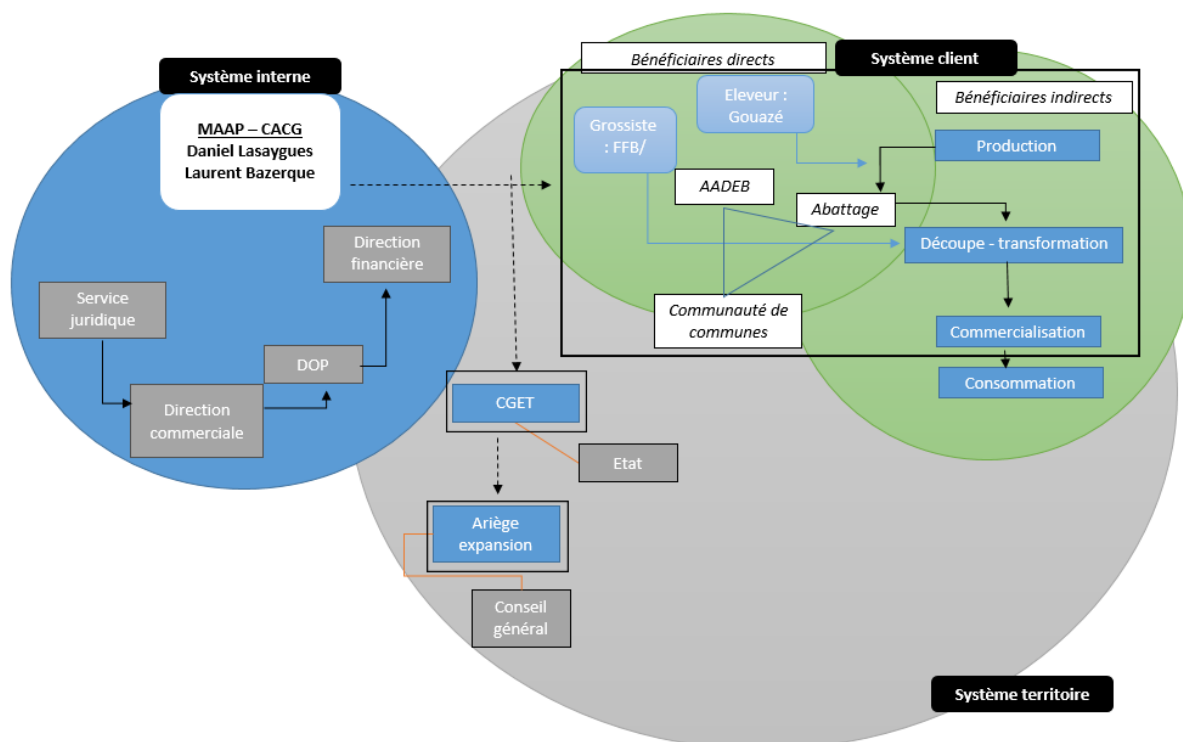 Système interne
MAAP – CACG
Daniel Lasaygues
Laurent Bazerque
Direction
financière
Service
juridique
DOP
Direction
commerciale
Bénéficiaires directs
Système client
Eleveur :
Gouazé
Bénéficiaires indirects
Grossiste
: FFB/
Production
AADEB
Abattage
Découpe - transformation
Communauté de
communes
Commercialisation
Consommation
CGET
Etat
Ariège
expansion
Conseil
général
Système territoire